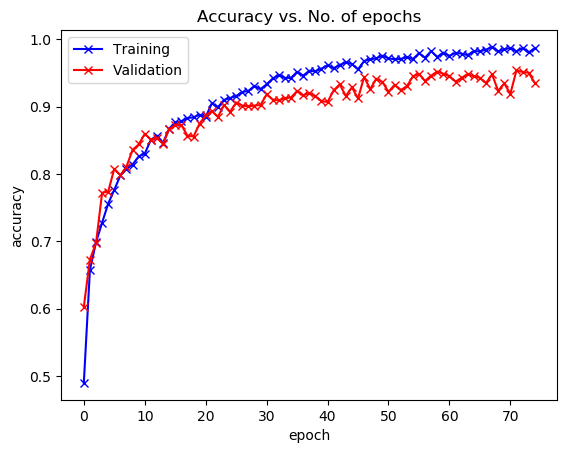 Accuracy vs. No. of epochs
Training
Validation
accuracy
1.0
0.9
0.8
0.7
0.6
0.5
0 10 20 30 40 50 60 70
epoch